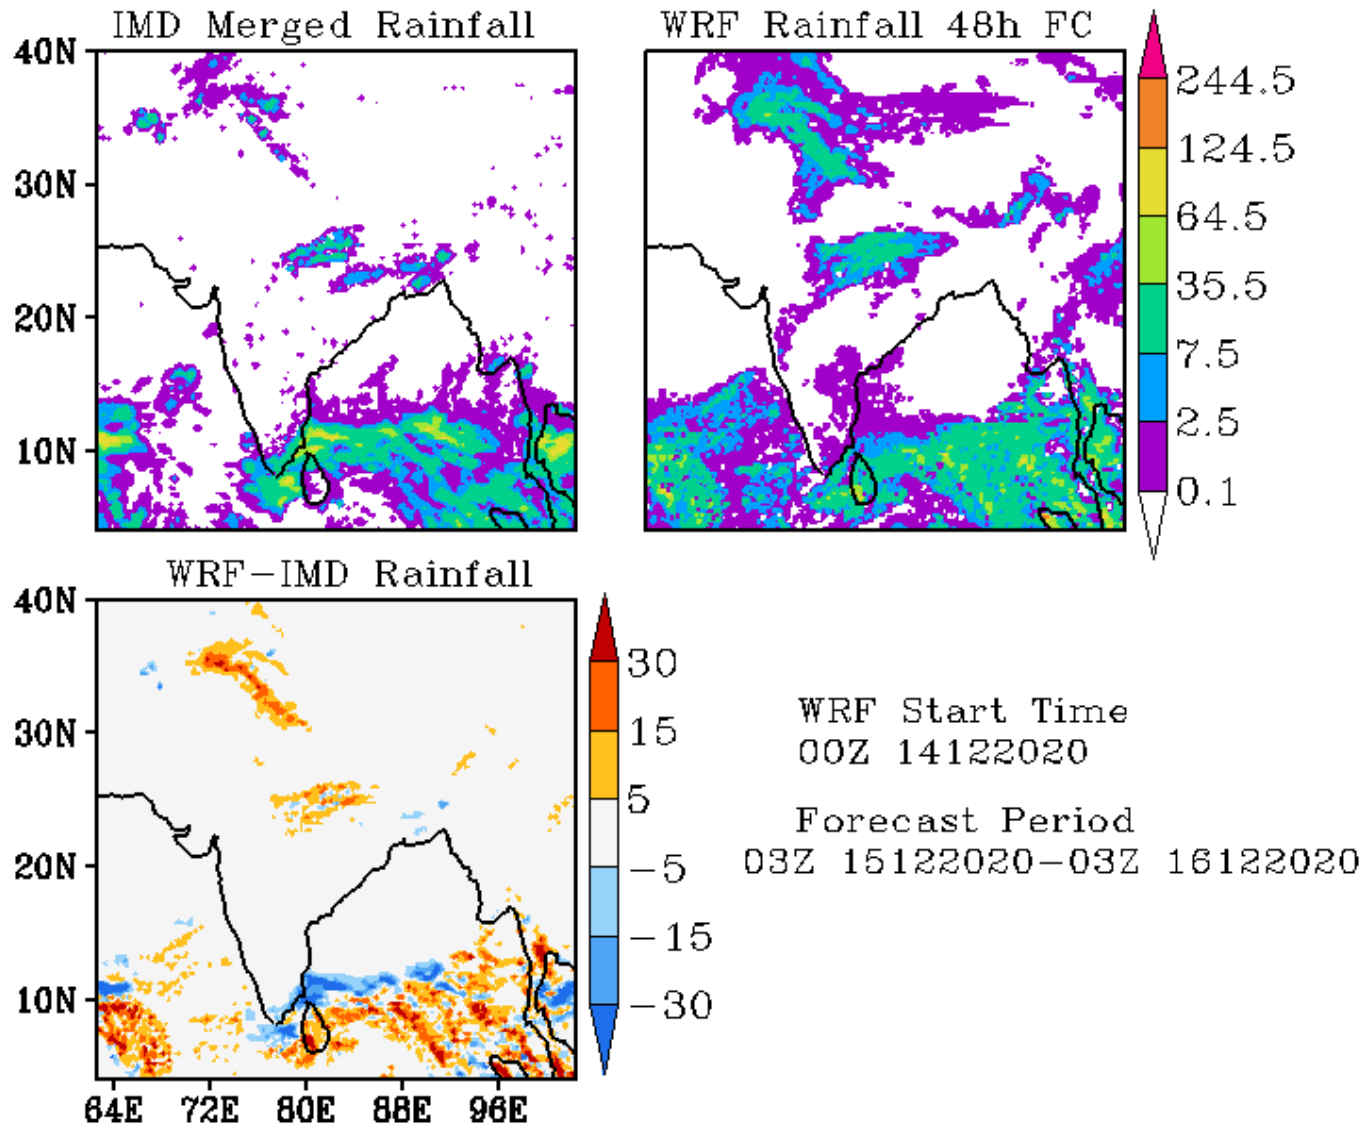 IMD Merged Rainfall
WRF Rainfall 48h FC
40N
30N
20N
10N
244.5
124.5
64.5
35.5
7.5
2.5
0.1
WRF-IMD Rainfall
40N
30N
20N
10N
64E 72E 80E 88E 96E
30
15
5
-5
-15
-30
WRF Start Time
00Z 14122020
Forecast Period
03Z 15122020-03Z 16122020